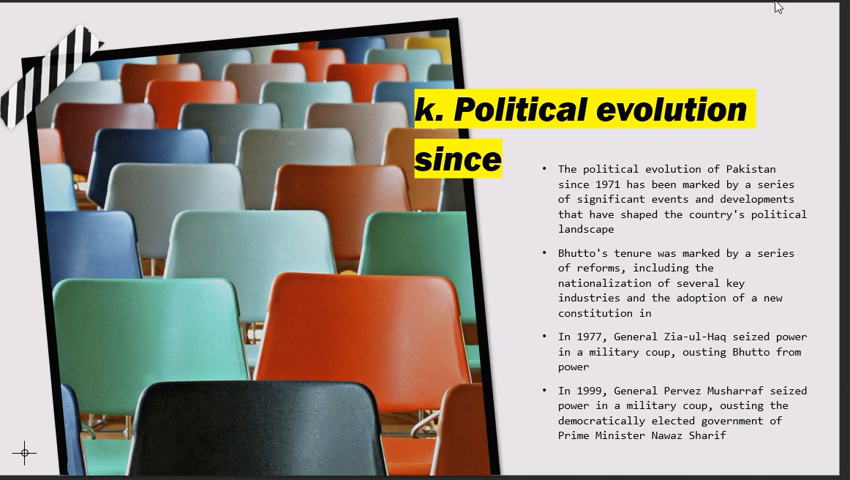 k. Political evolution
since
• The political evolution of Pakistan
since 1971 has been marked by a series
of significant events and developments
that have shaped the country's political
landscape
• Bhutto's tenure was marked by a series
of reforms, including the
nationalization of several key
industries and the adoption of a new
constitution in
• In 1977, General Zia-ul-Haq seized power
in a military coup, ousting Bhutto from
power
• In 1999, General Pervez Musharraf seized
power in a military coup, ousting the
democratically elected government of
Prime Minister Nawaz Sharif